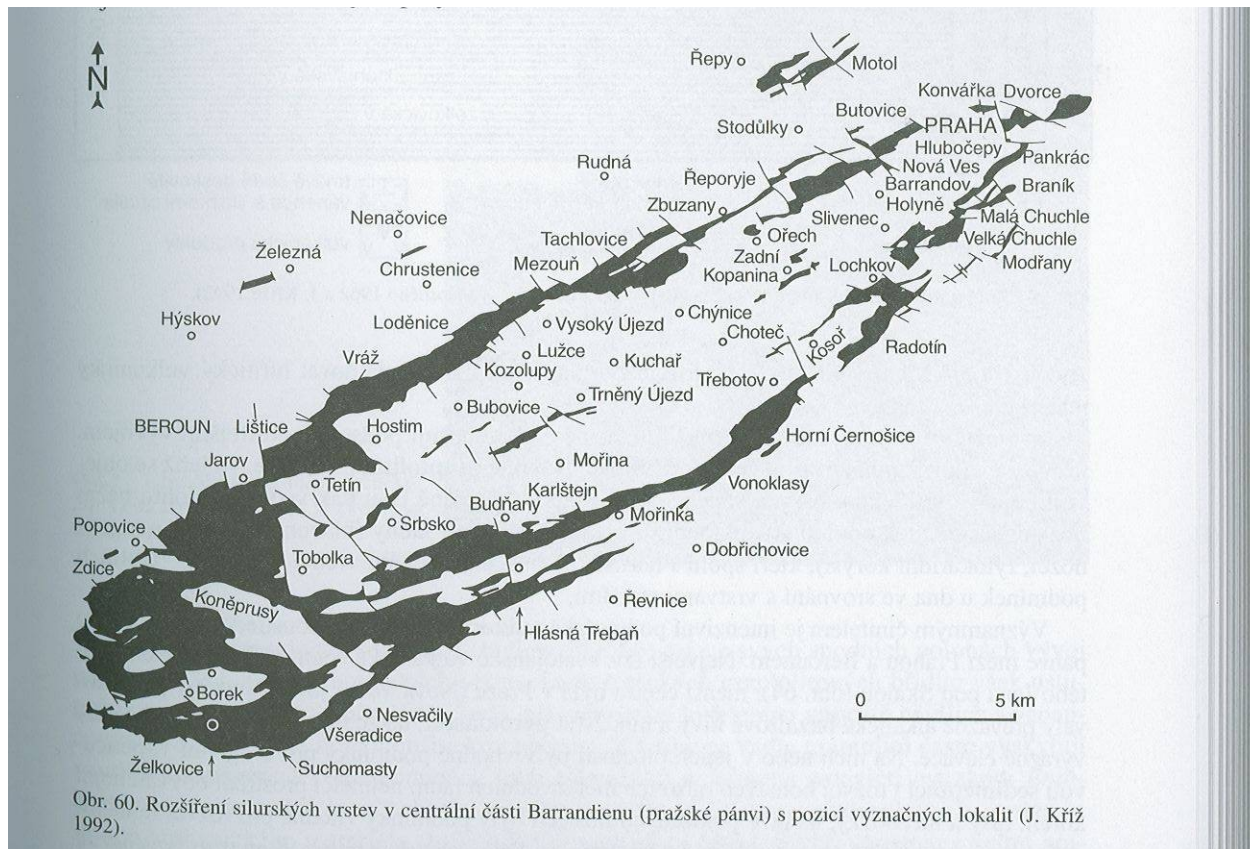 N
Řepy
Motol
Konvářka Dvorce
Butovice
Stodůlky
PRAHA
Hlubočepy
Pankrác
Rudná
Nová Ves
Řeporyje
Barrandov
Braník
Holyně
Zbuzany
Nenačovice
Slivenec
Malá Chuchle
Ořech
Tachlovice
Velká Chuchle
Železná
Zadní
Kopanina
Mezouň
Chrustenice
Lochkov
Modřany
Hýskov
Loděnice
Vysoký Újezd
Chýnice
Choteč
Kosoř
Radotín
Vráž
Lužce
Kuchař
Kozolupy
Třebotov
Trněný Újezd
Bubovice
BEROUN
Lištice
Hostim
Horní Černošice
Jarov
Mořina
Tetín
Karlštejn
Vonoklasy
Budňany
Popovice
Srbsko
Mořinka
Dobřichovice
Zdice
Tobolka
Koněprusy
Řevnice
Hlásná Třebaň
Borek
Nesvačily
0 5 km
Všeradice
Želkovice
Suchomasty
Obr. 60. Rozšíření silurských vrstev v centrální části Barrandienu (pražské pánvi) s pozicí význačných lokalit (J. Kříž
1992).